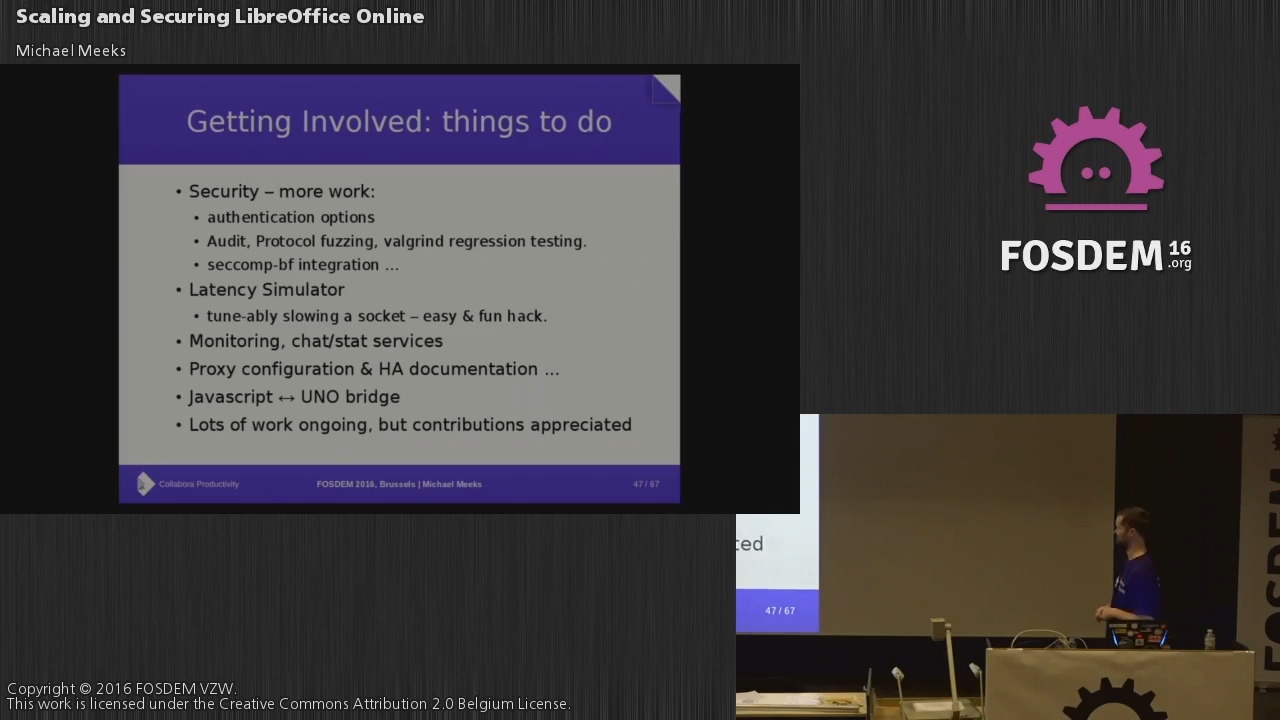 Scaling and Securing LibreOffice Online
Michael Meeks
Getting Involved: things to do
• Security – more work:
• authentication options
• Audit, Protocol fuzzing, valgrind regression testing.
• seccomp-bf integration ...
• Latency Simulator
• tune-ably slowing a socket – easy & fun hack.
• Monitoring, chat/stat services
• Proxy configuration & HA documentation ...
• Javascript ↔ UNO bridge
• Lots of work ongoing, but contributions appreciated
Collabora Productivity
FOSDEM 2016, Brussels | Michael Meeks
47 / 67
FOSDEM 16
.org
ted
47 / 67
FOSDEM
Copyright © 2016 FOSDEM VZW.
This work is licensed under the Creative Commons Attribution 2.0 Belgium License.